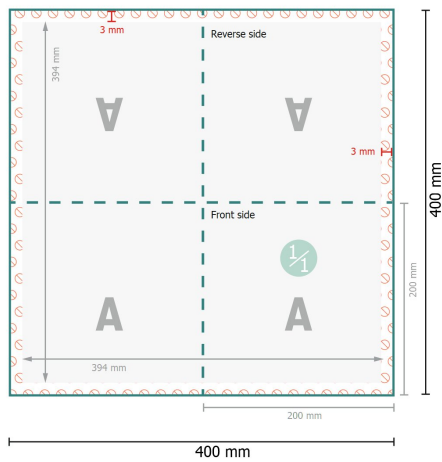 3 mm
Reverse side
394 mm
A
A
3 mm
400 mm
Front side
1/1
200 mm
A
A
394 mm
200 mm
400 mm